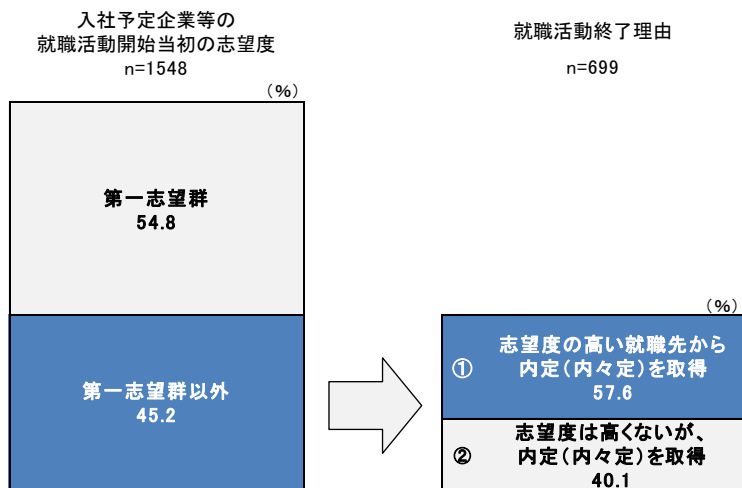 入社予定企業等の
就職活動開始当初の志望度
n=1548
（%）
第一志望群
54.8
第一志望群以外
45.2
就職活動終了理由
n=699
（%）
① 志望度の高い就職先から
内定（内々定）を取得
57.6
② 志望度は高くないが、
内定（内々定）を取得
40.1